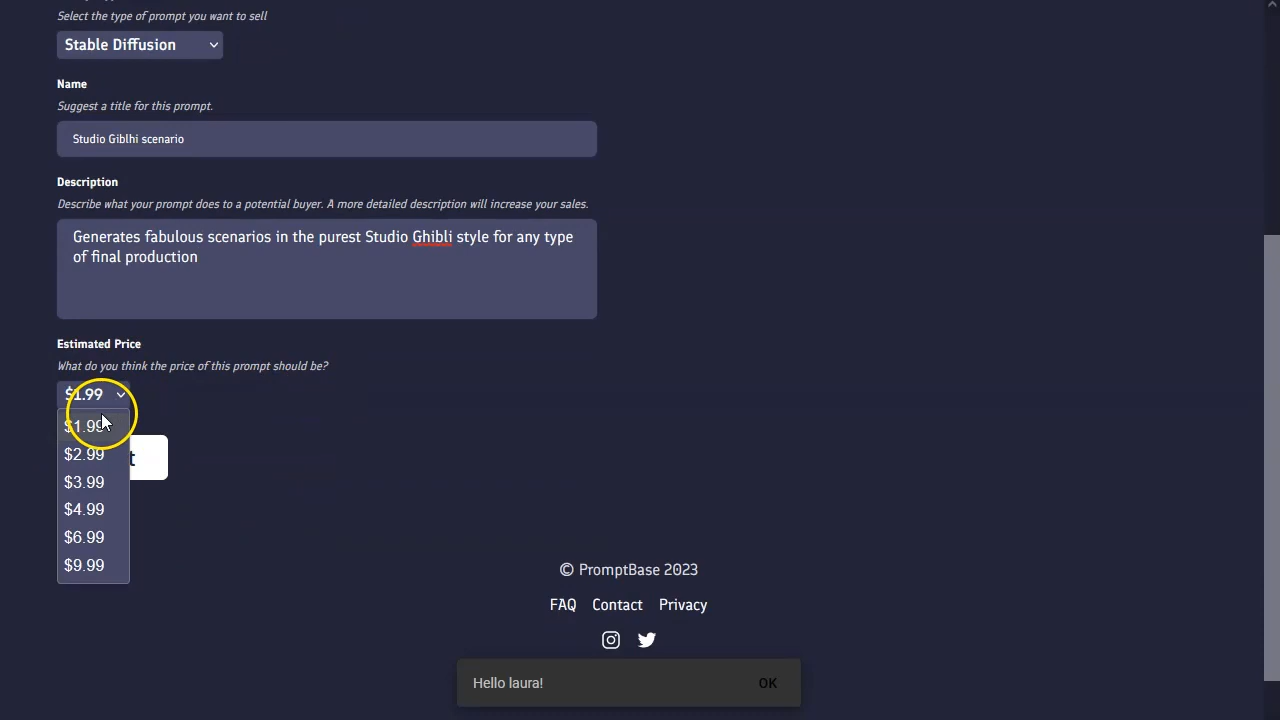 Select the type of prompt you want to sell
Stable Diffusion
Name
Suggest a title for this prompt.
Studio Giblhi scenario
Description
Describe what your prompt does to a potential buyer. A more detailed description will increase your sales.
Generates fabulous scenarios in the purest Studio Ghibli style for any type
of final production
Estimated Price
What do you think the price of this prompt should be?
$1.99
$1.99
$2.99
$3.99
$4.99
$6.99
$9.99
© PromptBase 2023
FAQ Contact Privacy
Hello laura! OK